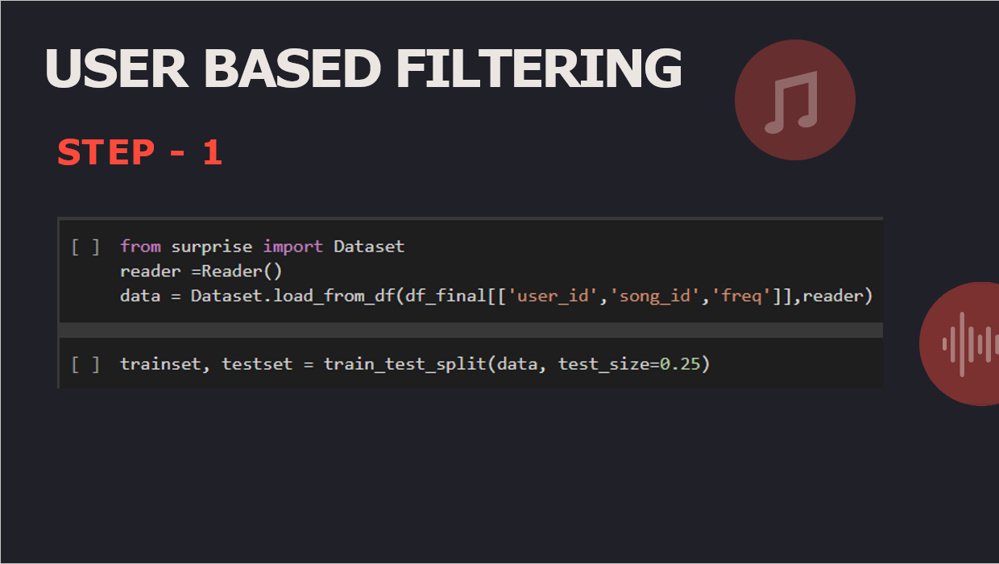 USER BASED FILTERING
STEP - 1
[ ] from surprise import Dataset
reader =Reader()
data = Dataset.load_from_df(df_final[['user_id','song_id','freq']],reader)
[ ] trainset, testset = train_test_split(data, test_size=0.25)